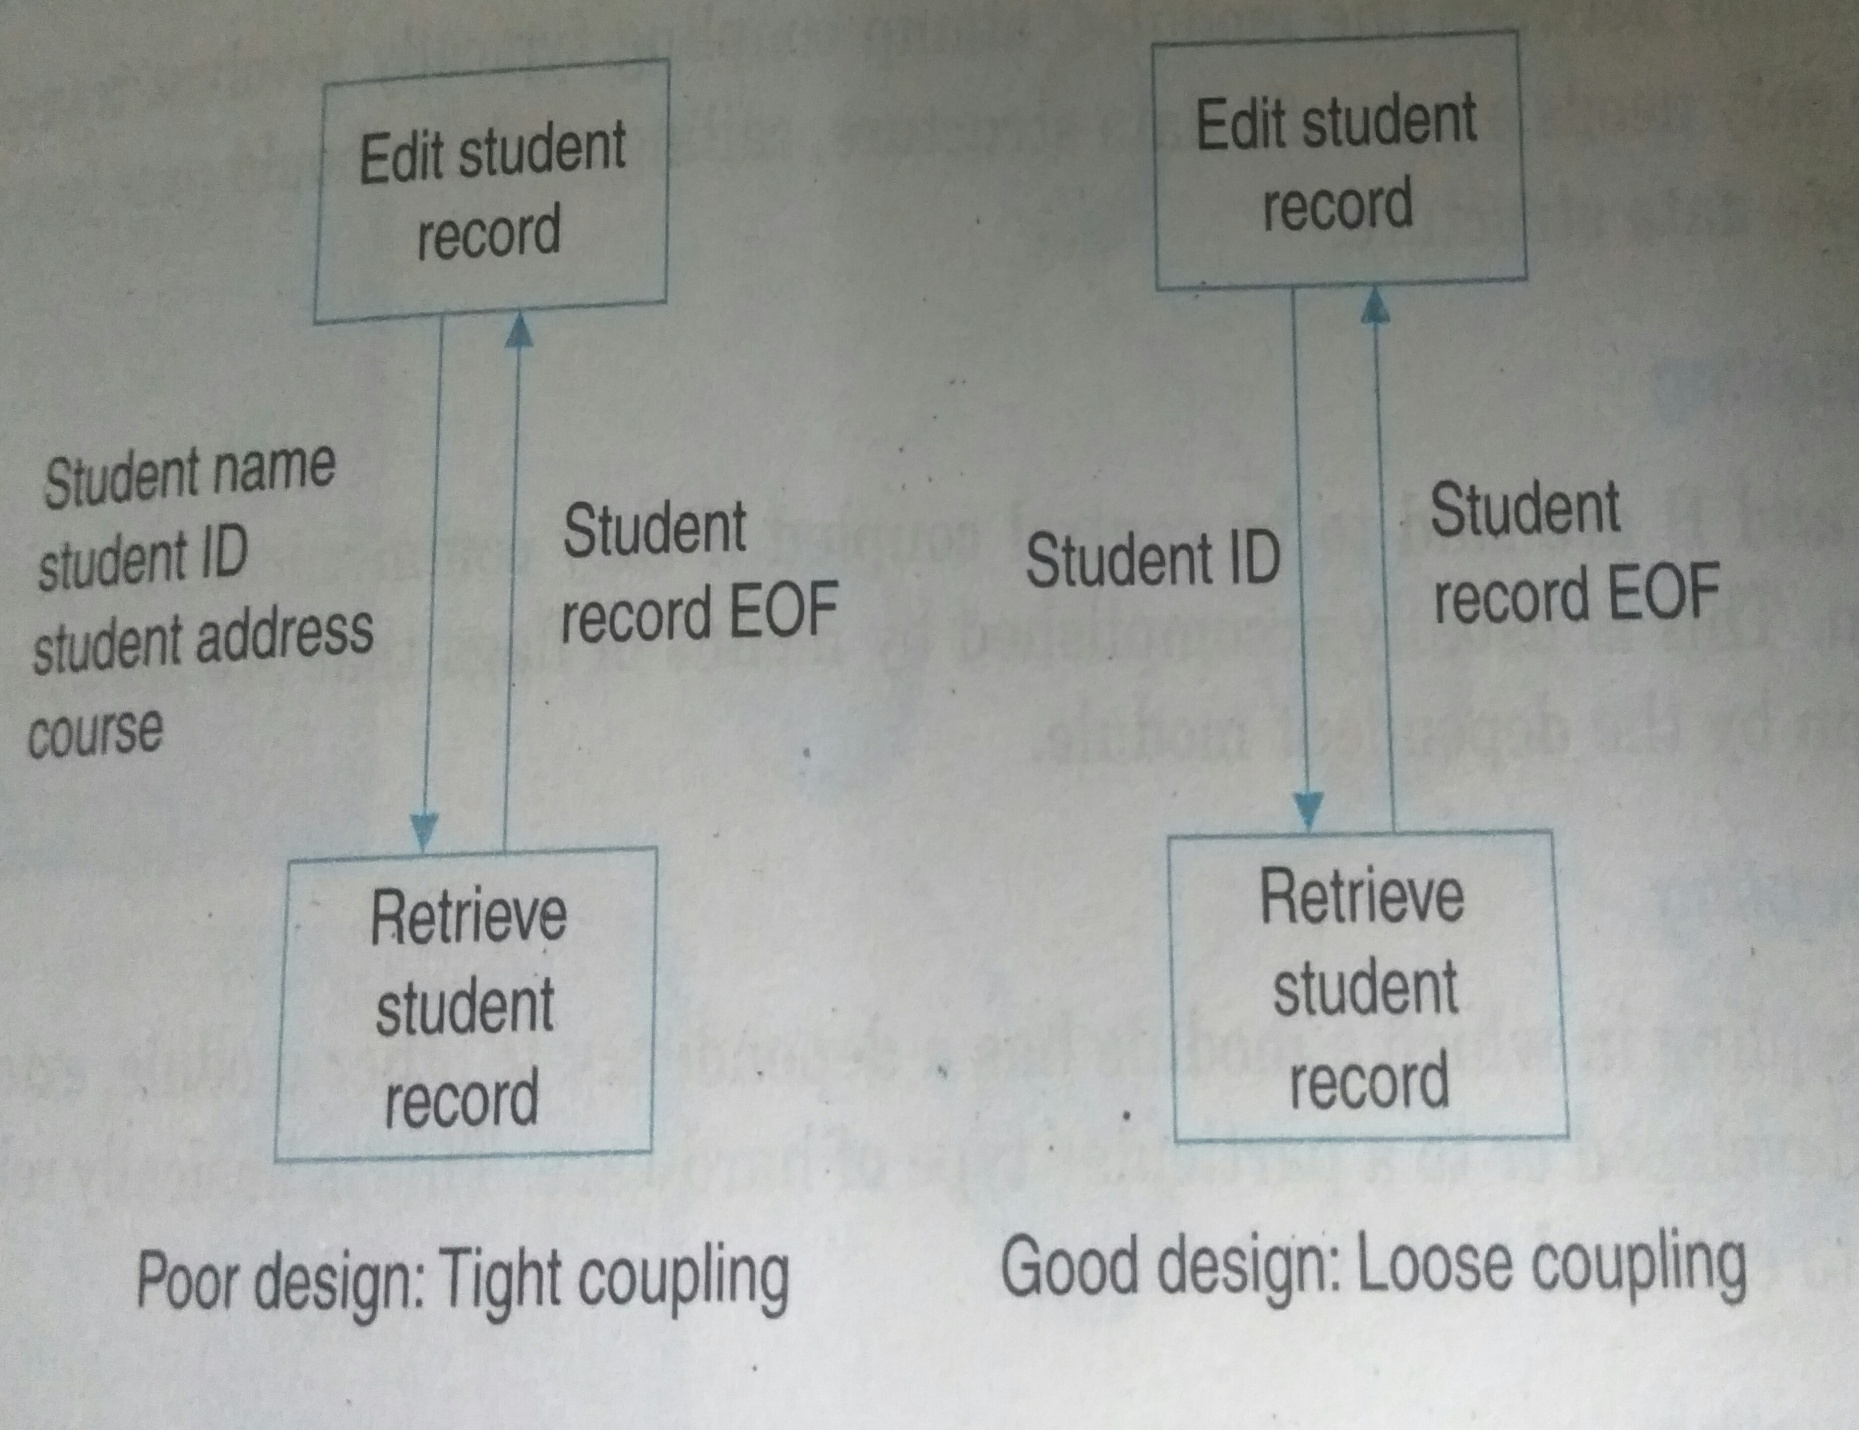 Edit student
record
Student name
student ID
student address
course
Student
record EOF
Retrieve
student
record
Poor design: Tight coupling
Edit student
record
Student ID
Student
record EOF
Retrieve
student
record
Good design: Loose coupling